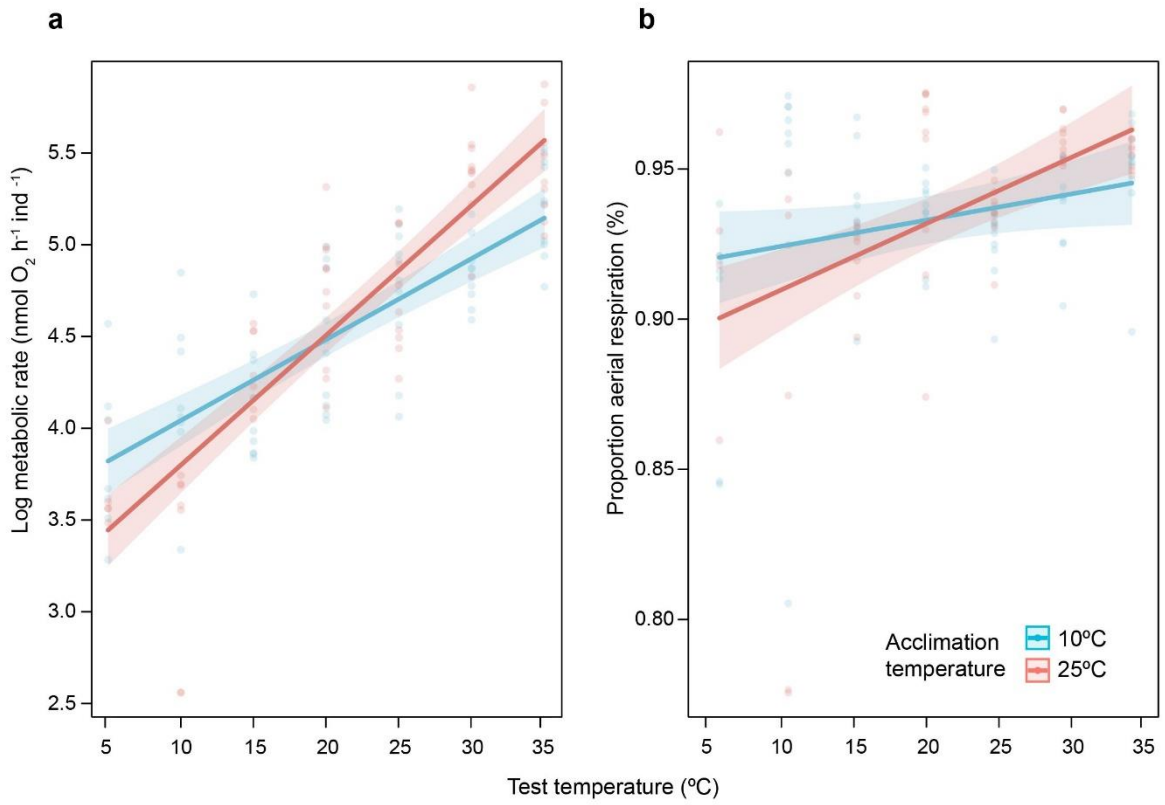 a
Log metabolic rate (nmol O₂ h⁻¹ ind ⁻¹)
5.5
5.0
4.5
4.0
3.5
3.0
2.5
5 10 15 20 25 30 35
b
Proportion aerial respiration (%)
0.95
0.90
0.85
0.80
Acclimation
temperature
10ºC
25ºC
5 10 15 20 25 30 35
Test temperature (ºC)